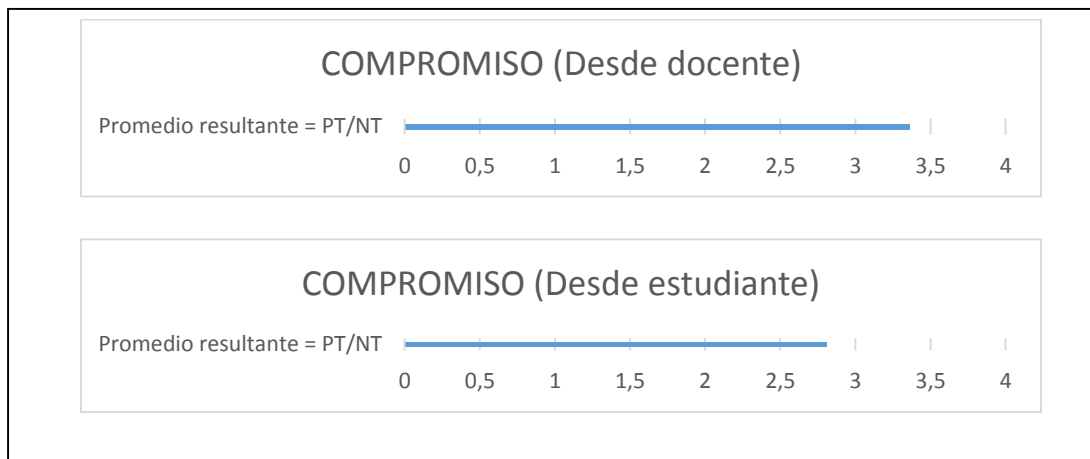 COMPROMISO (Desde docente)
Promedio resultante = PT/NT
0 0,5 1 1,5 2 2,5 3 3,5 4
COMPROMISO (Desde estudiante)
Promedio resultante = PT/NT
0 0,5 1 1,5 2 2,5 3 3,5 4